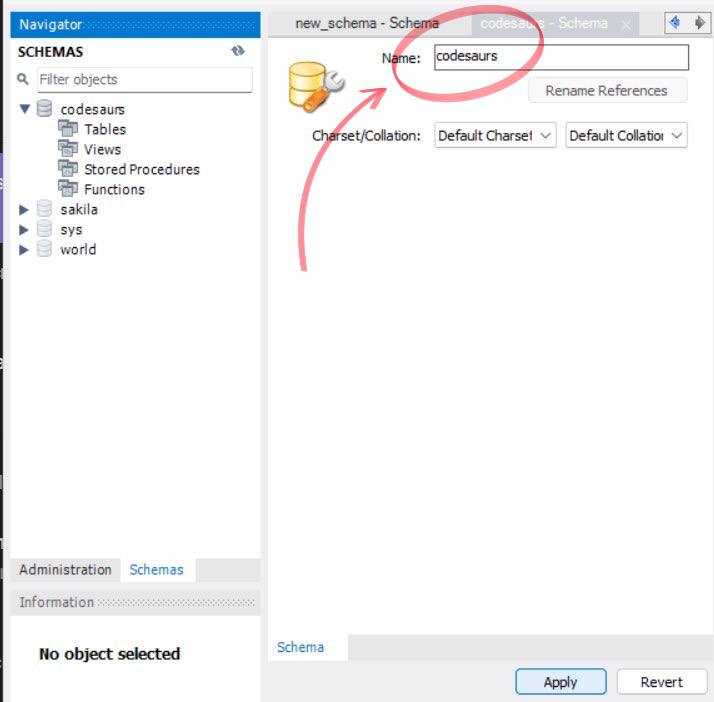 Navigator
SCHEMAS
Filter objects
codesaurs
Tables
Views
Stored Procedures
Functions
sakila
sys
world
Administration Schemas
Information
No object selected
new_schema - Schema codesaurs - Schema
Name: codesaurs
Rename References
Charset/Collation: Default Charset Default Collation
Schema
Apply Revert